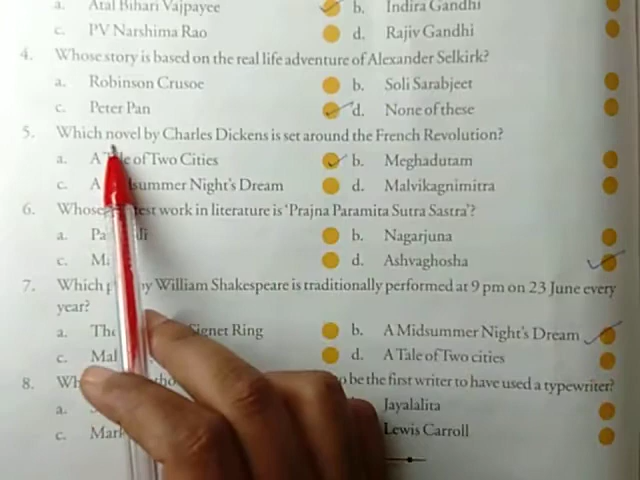 a. Atal Bihari Vajpayee b. Indira Gandhi
c. PV Narshima Rao d. Rajiv Gandhi
4. Whose story is based on the real life adventure of Alexander Selkirk?
a. Robinson Crusoe b. Soli Sarabjeet
c. Peter Pan d. None of these
5. Which novel by Charles Dickens is set around the French Revolution?
a. A Tale of Two Cities b. Meghadutam
c. A Night's Dream d. Malvikagnimitra
6. Whose work in literature is 'Prajna Paramita Sutra Sastra'?
a. b. Nagarjuna
c. d. Ashvaghosha
7. Which by William Shakespeare is traditionally performed at 9 pm on 23 June every
year?
a. The Signet Ring b. A Midsummer Night's Dream
c. d. A Tale of Two cities
8. be the first writer to have used a typewriter?
a. Jayalalita
c. Lewis Carroll